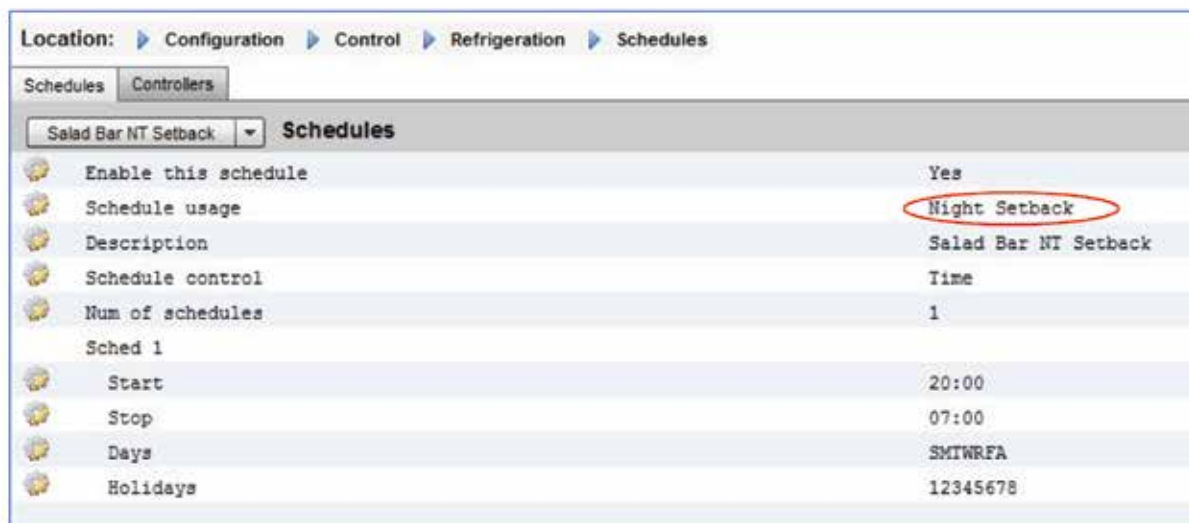 Location: Configuration Control Refrigeration Schedules
Schedules Controllers
Salad Bar NT Setback Schedules
Enable this schedule Yes
Schedule usage Night Setback
Description Salad Bar NT Setback
Schedule control Time
Num of schedules 1
Sched 1
Start 20:00
Stop 07:00
Days SMTWRFA
Holidays 12345678